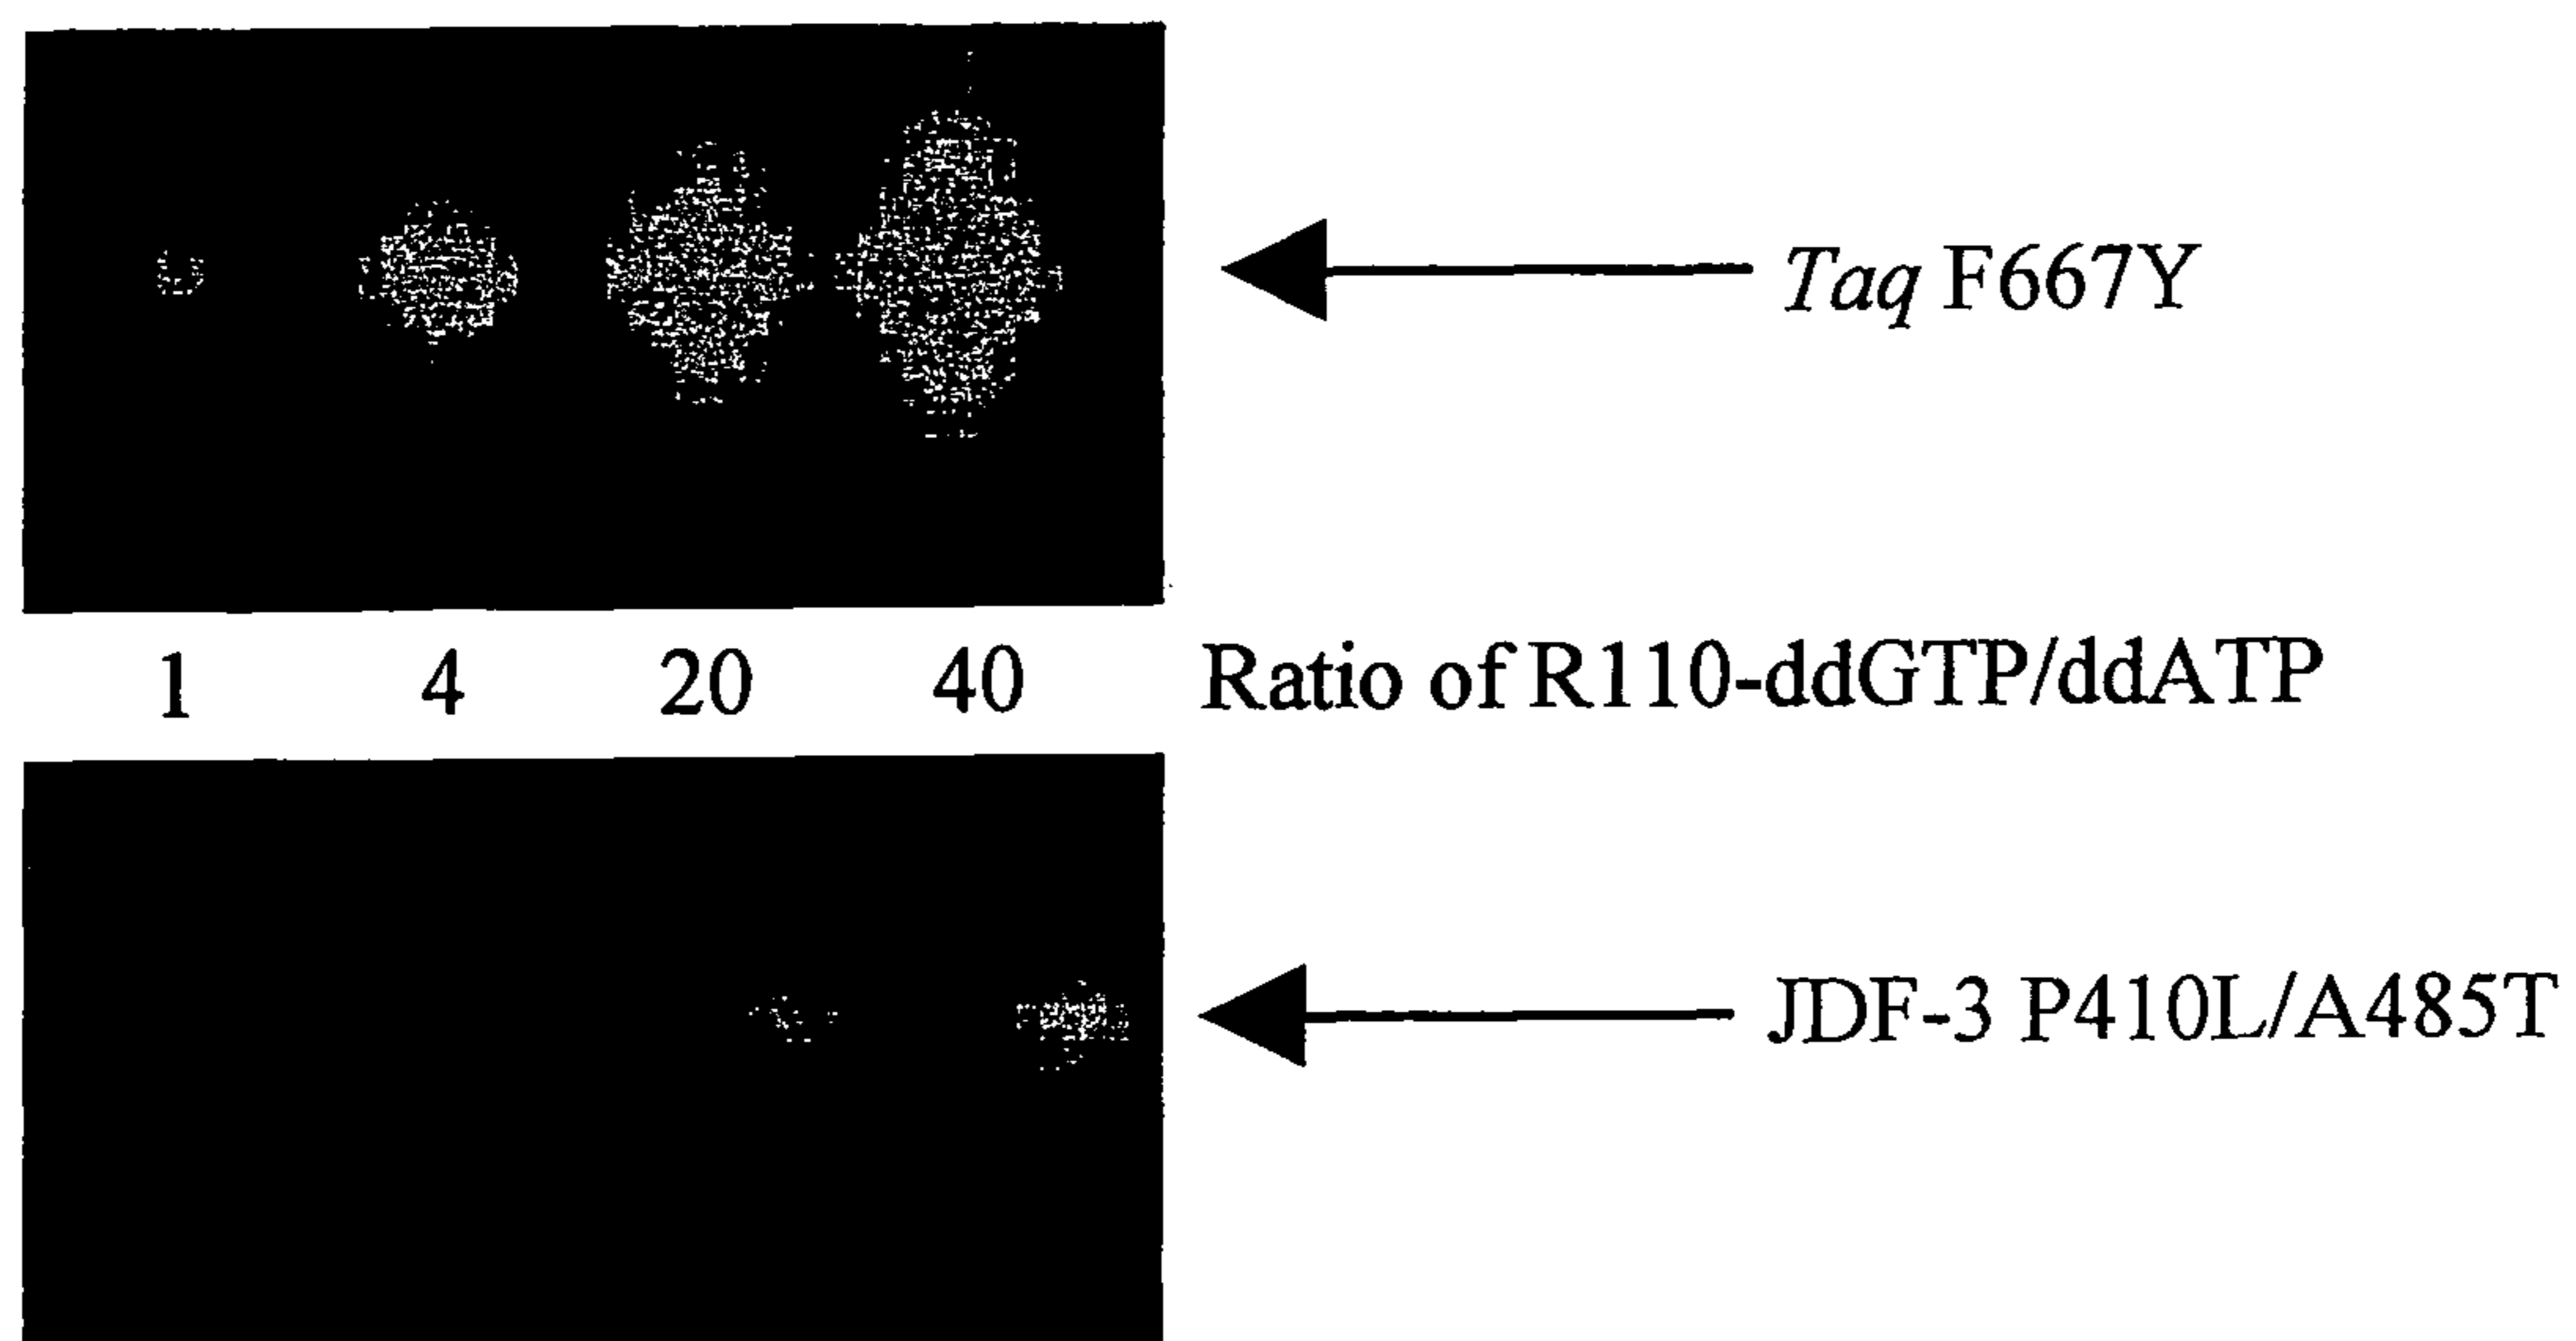 Taq F667Y
1 4 20 40 Ratio of R110-ddGTP/ddATP
JDF-3 P410L/A485T